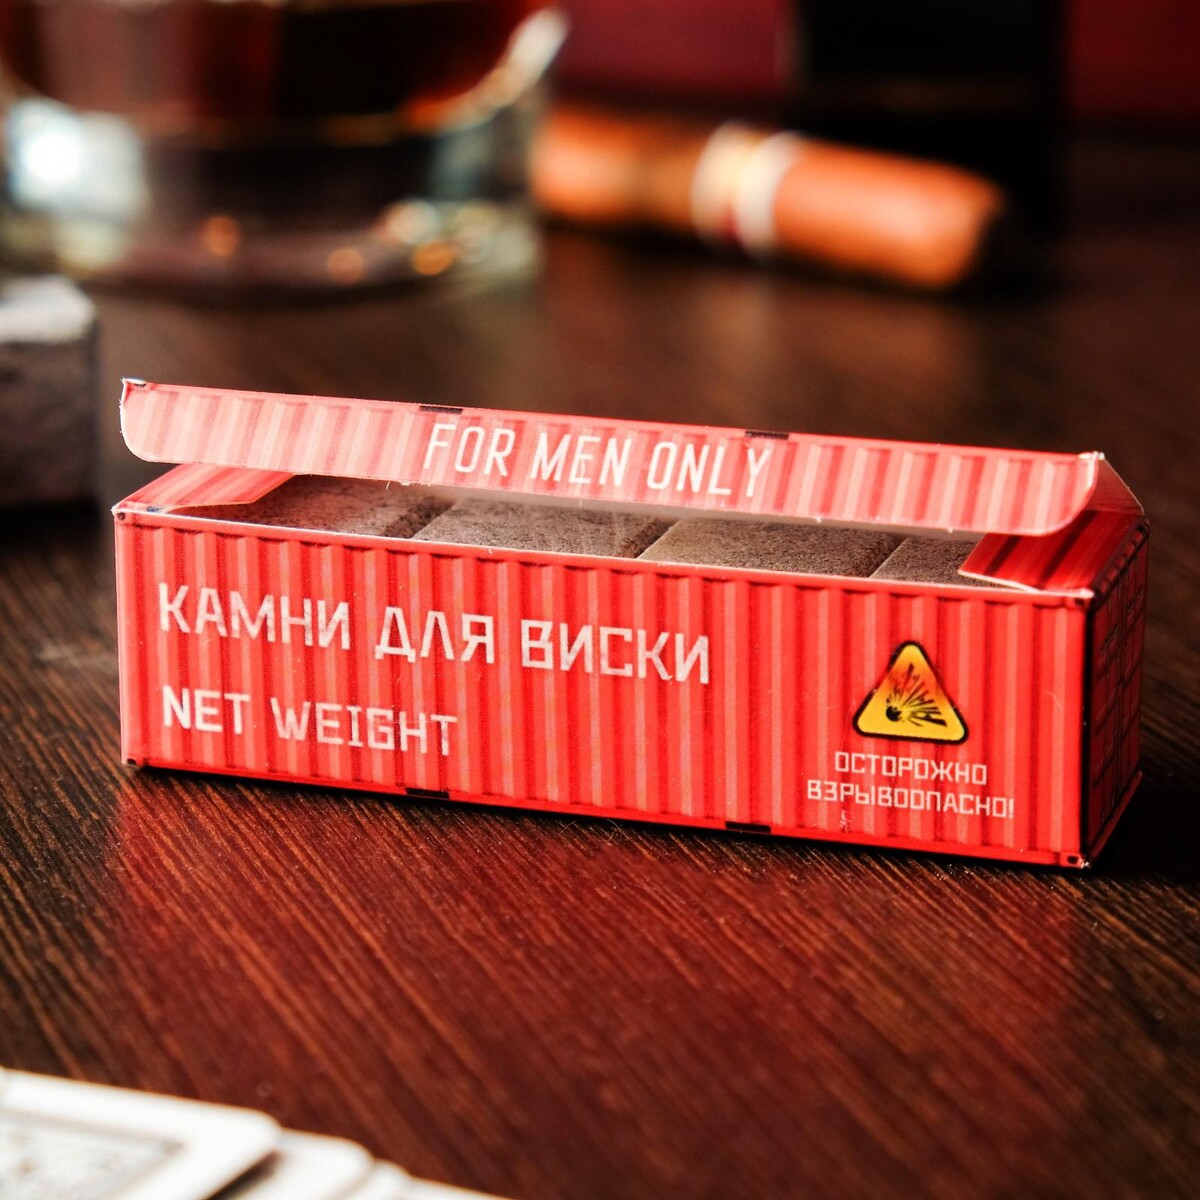 FOR MEN ONLY
КАМНИ ДЛЯ ВИСКИ
NET WEIGHT
ОСТОРОЖНО
ВЗРЫВООПАСНО!